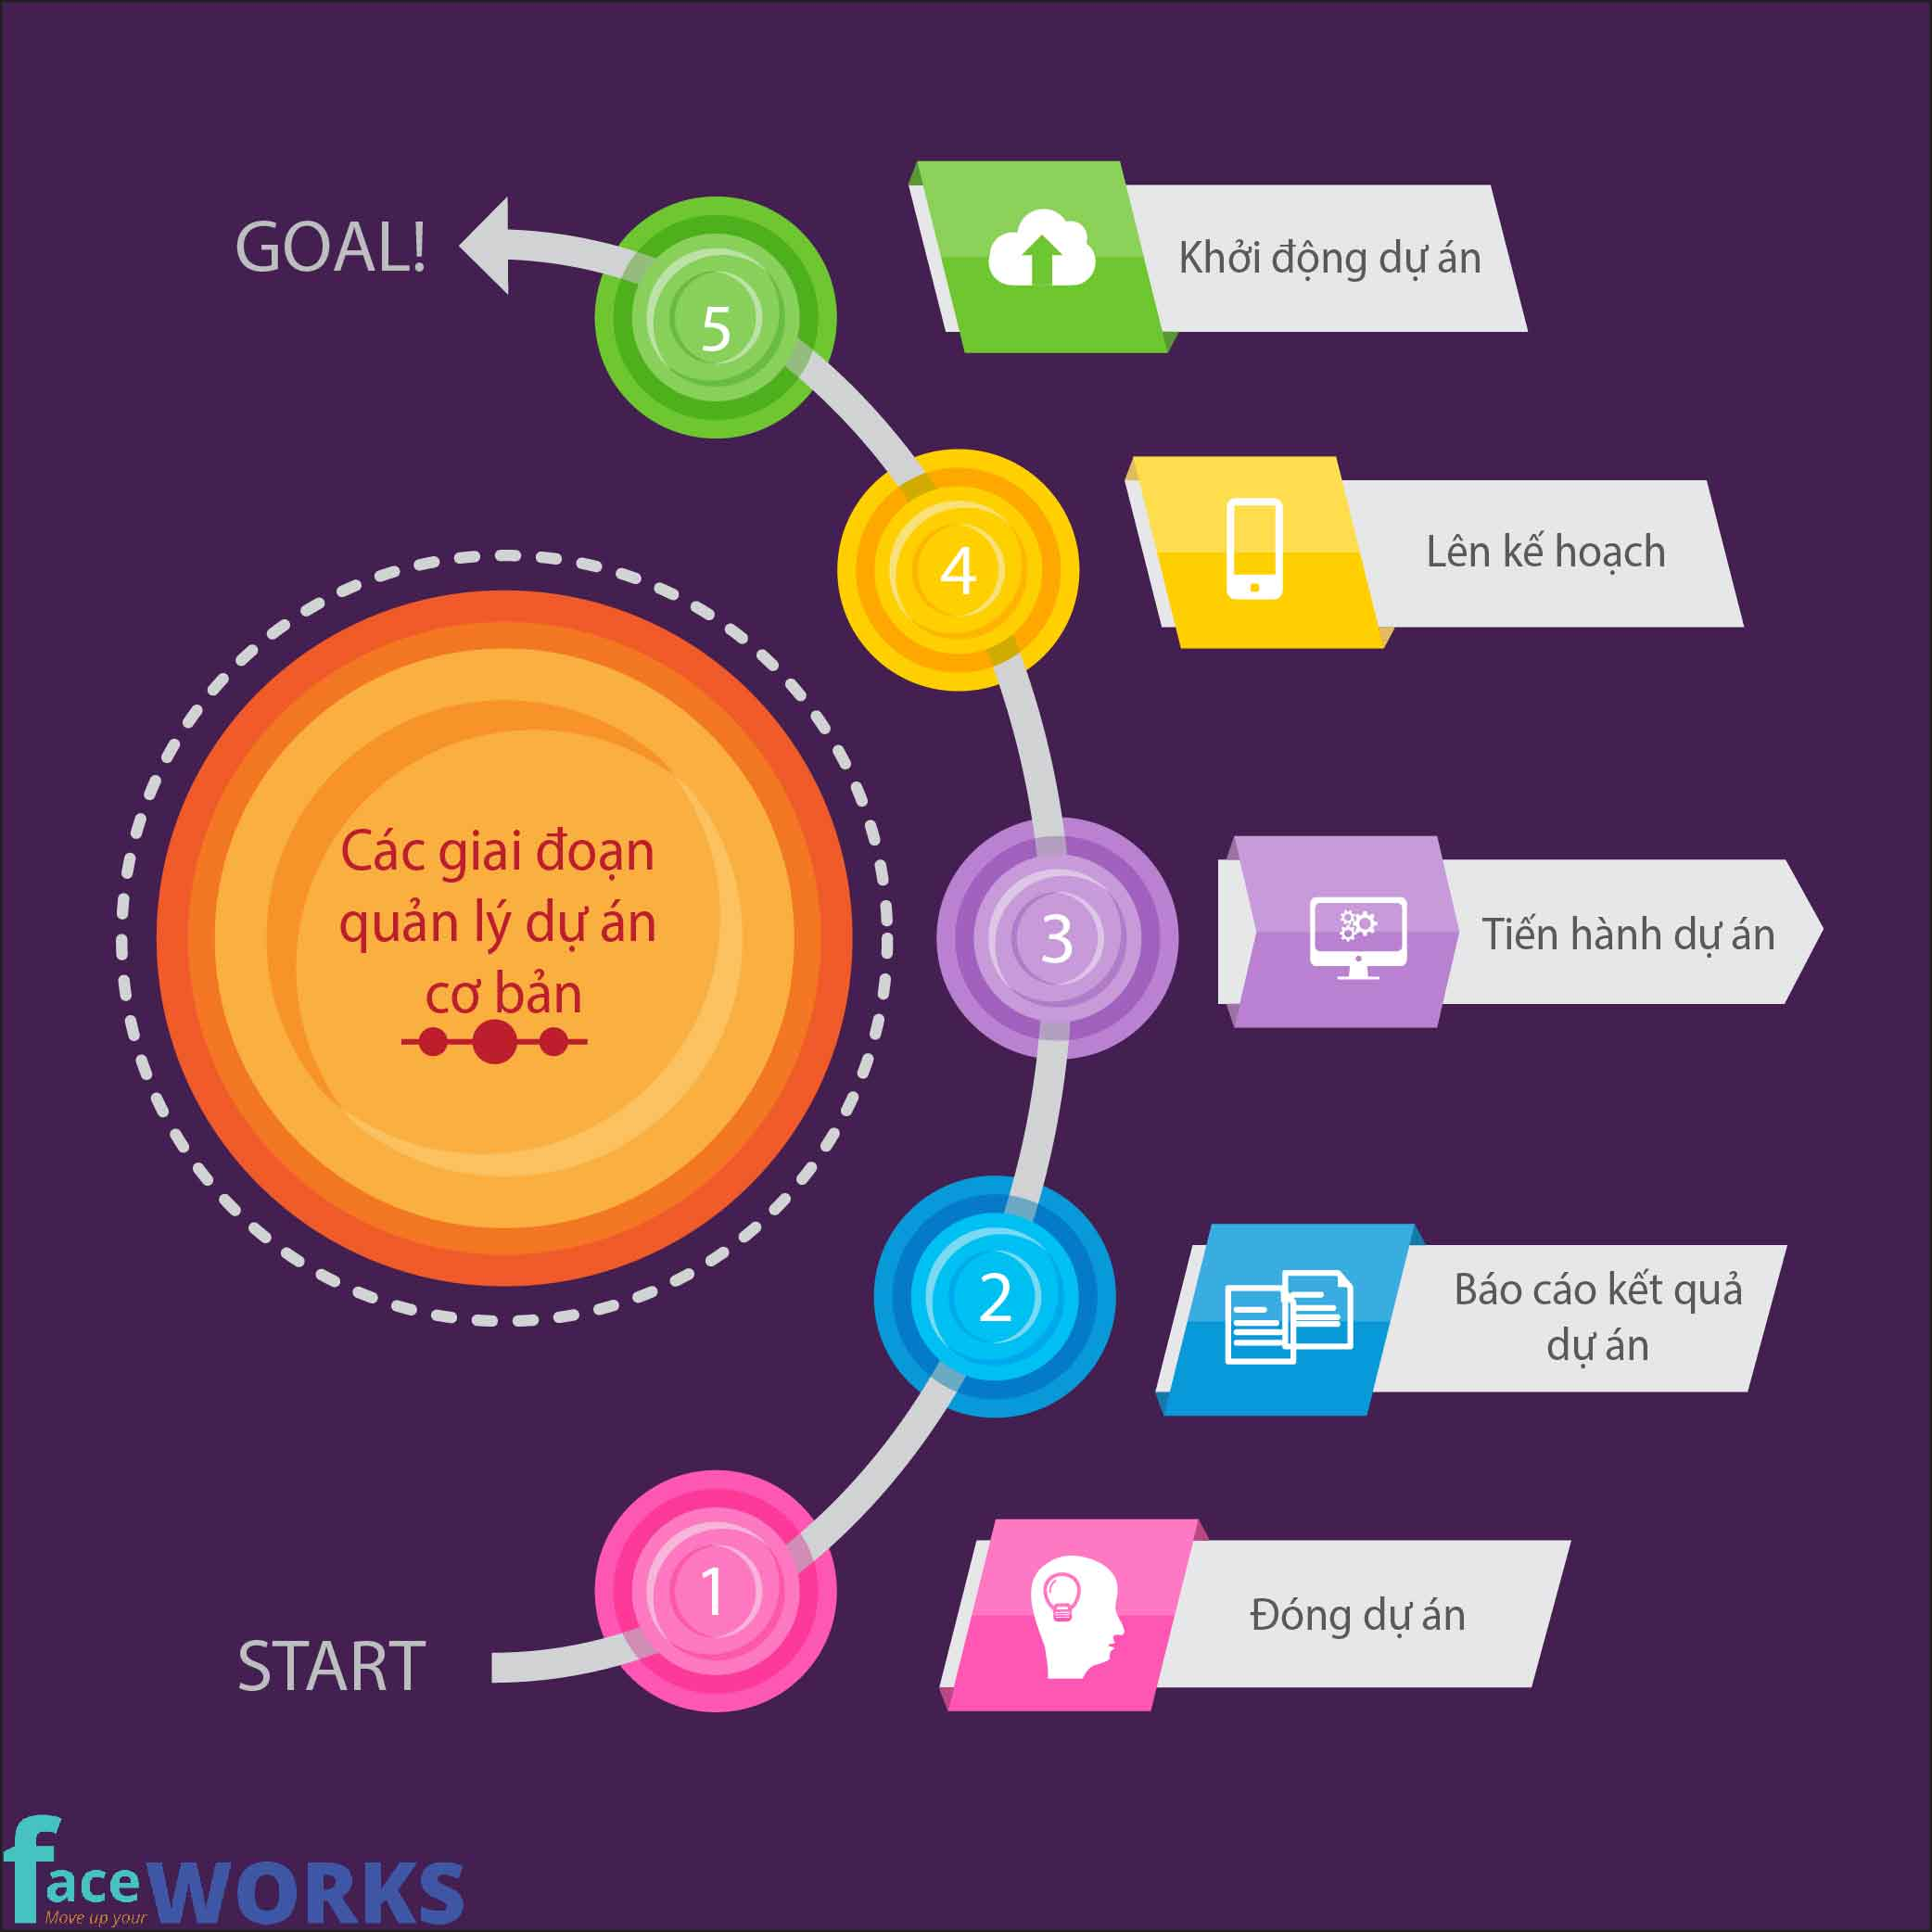 GOAL!
5
Khởi động dự án
4
Lên kế hoạch
Các giai đoạn
quản lý dự án
cơ bản
3
Tiến hành dự án
2
Báo cáo kết quả
dự án
1
Đóng dự án
START
face WORKS
Move up your